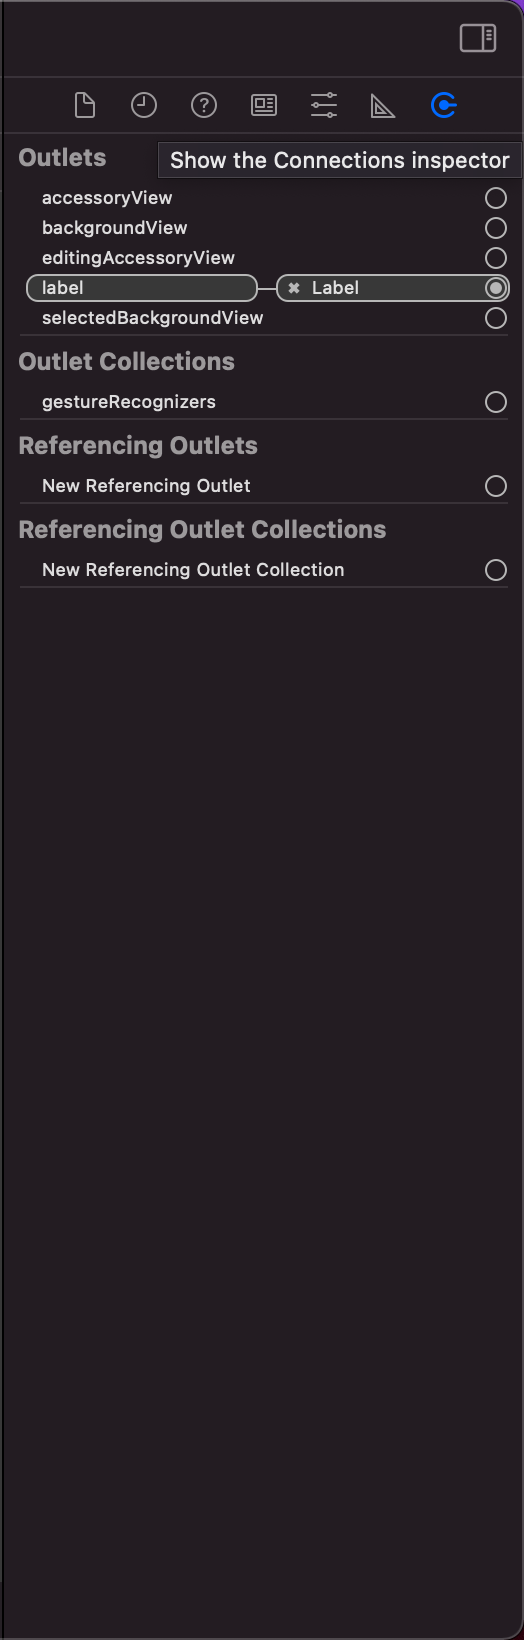 Outlets
Show the Connections inspector
accessoryView
backgroundView
editingAccessoryView
label
Label
selectedBackgroundView
Outlet Collections
gestureRecognizers
Referencing Outlets
New Referencing Outlet
Referencing Outlet Collections
New Referencing Outlet Collection